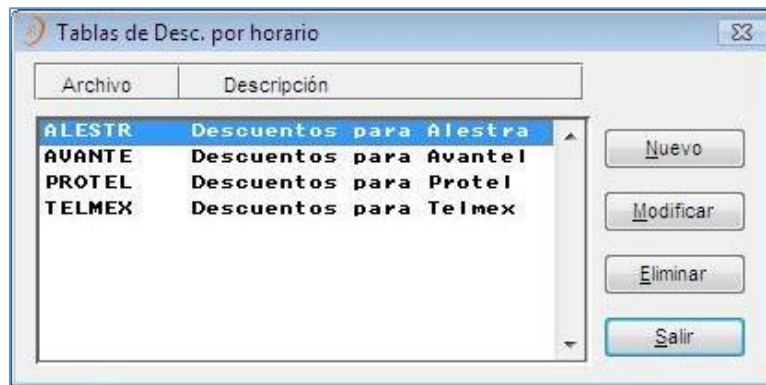 Tablas de Desc. por horario
Archivo Descripción
ALESTR Descuentos para Alestra
AVANTE Descuentos para Avantel
PROTEL Descuentos para Protel
TELMEX Descuentos para Telmex
Nuevo
Modificar
Eliminar
Salir